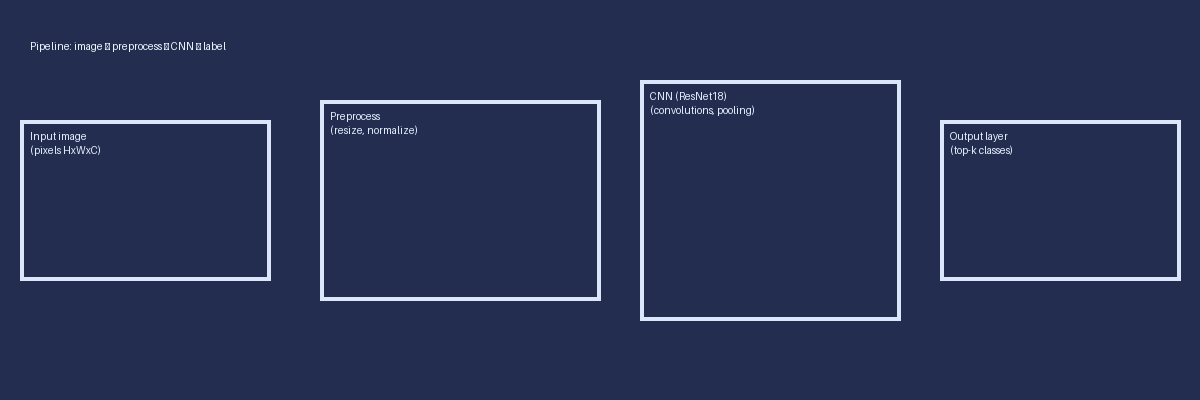 Pipeline: image □ preprocess □ CNN □ label
Input image
(pixels HxWxC)
Preprocess
(resize, normalize)
CNN (ResNet18)
(convolutions, pooling)
Output layer
(top-k classes)